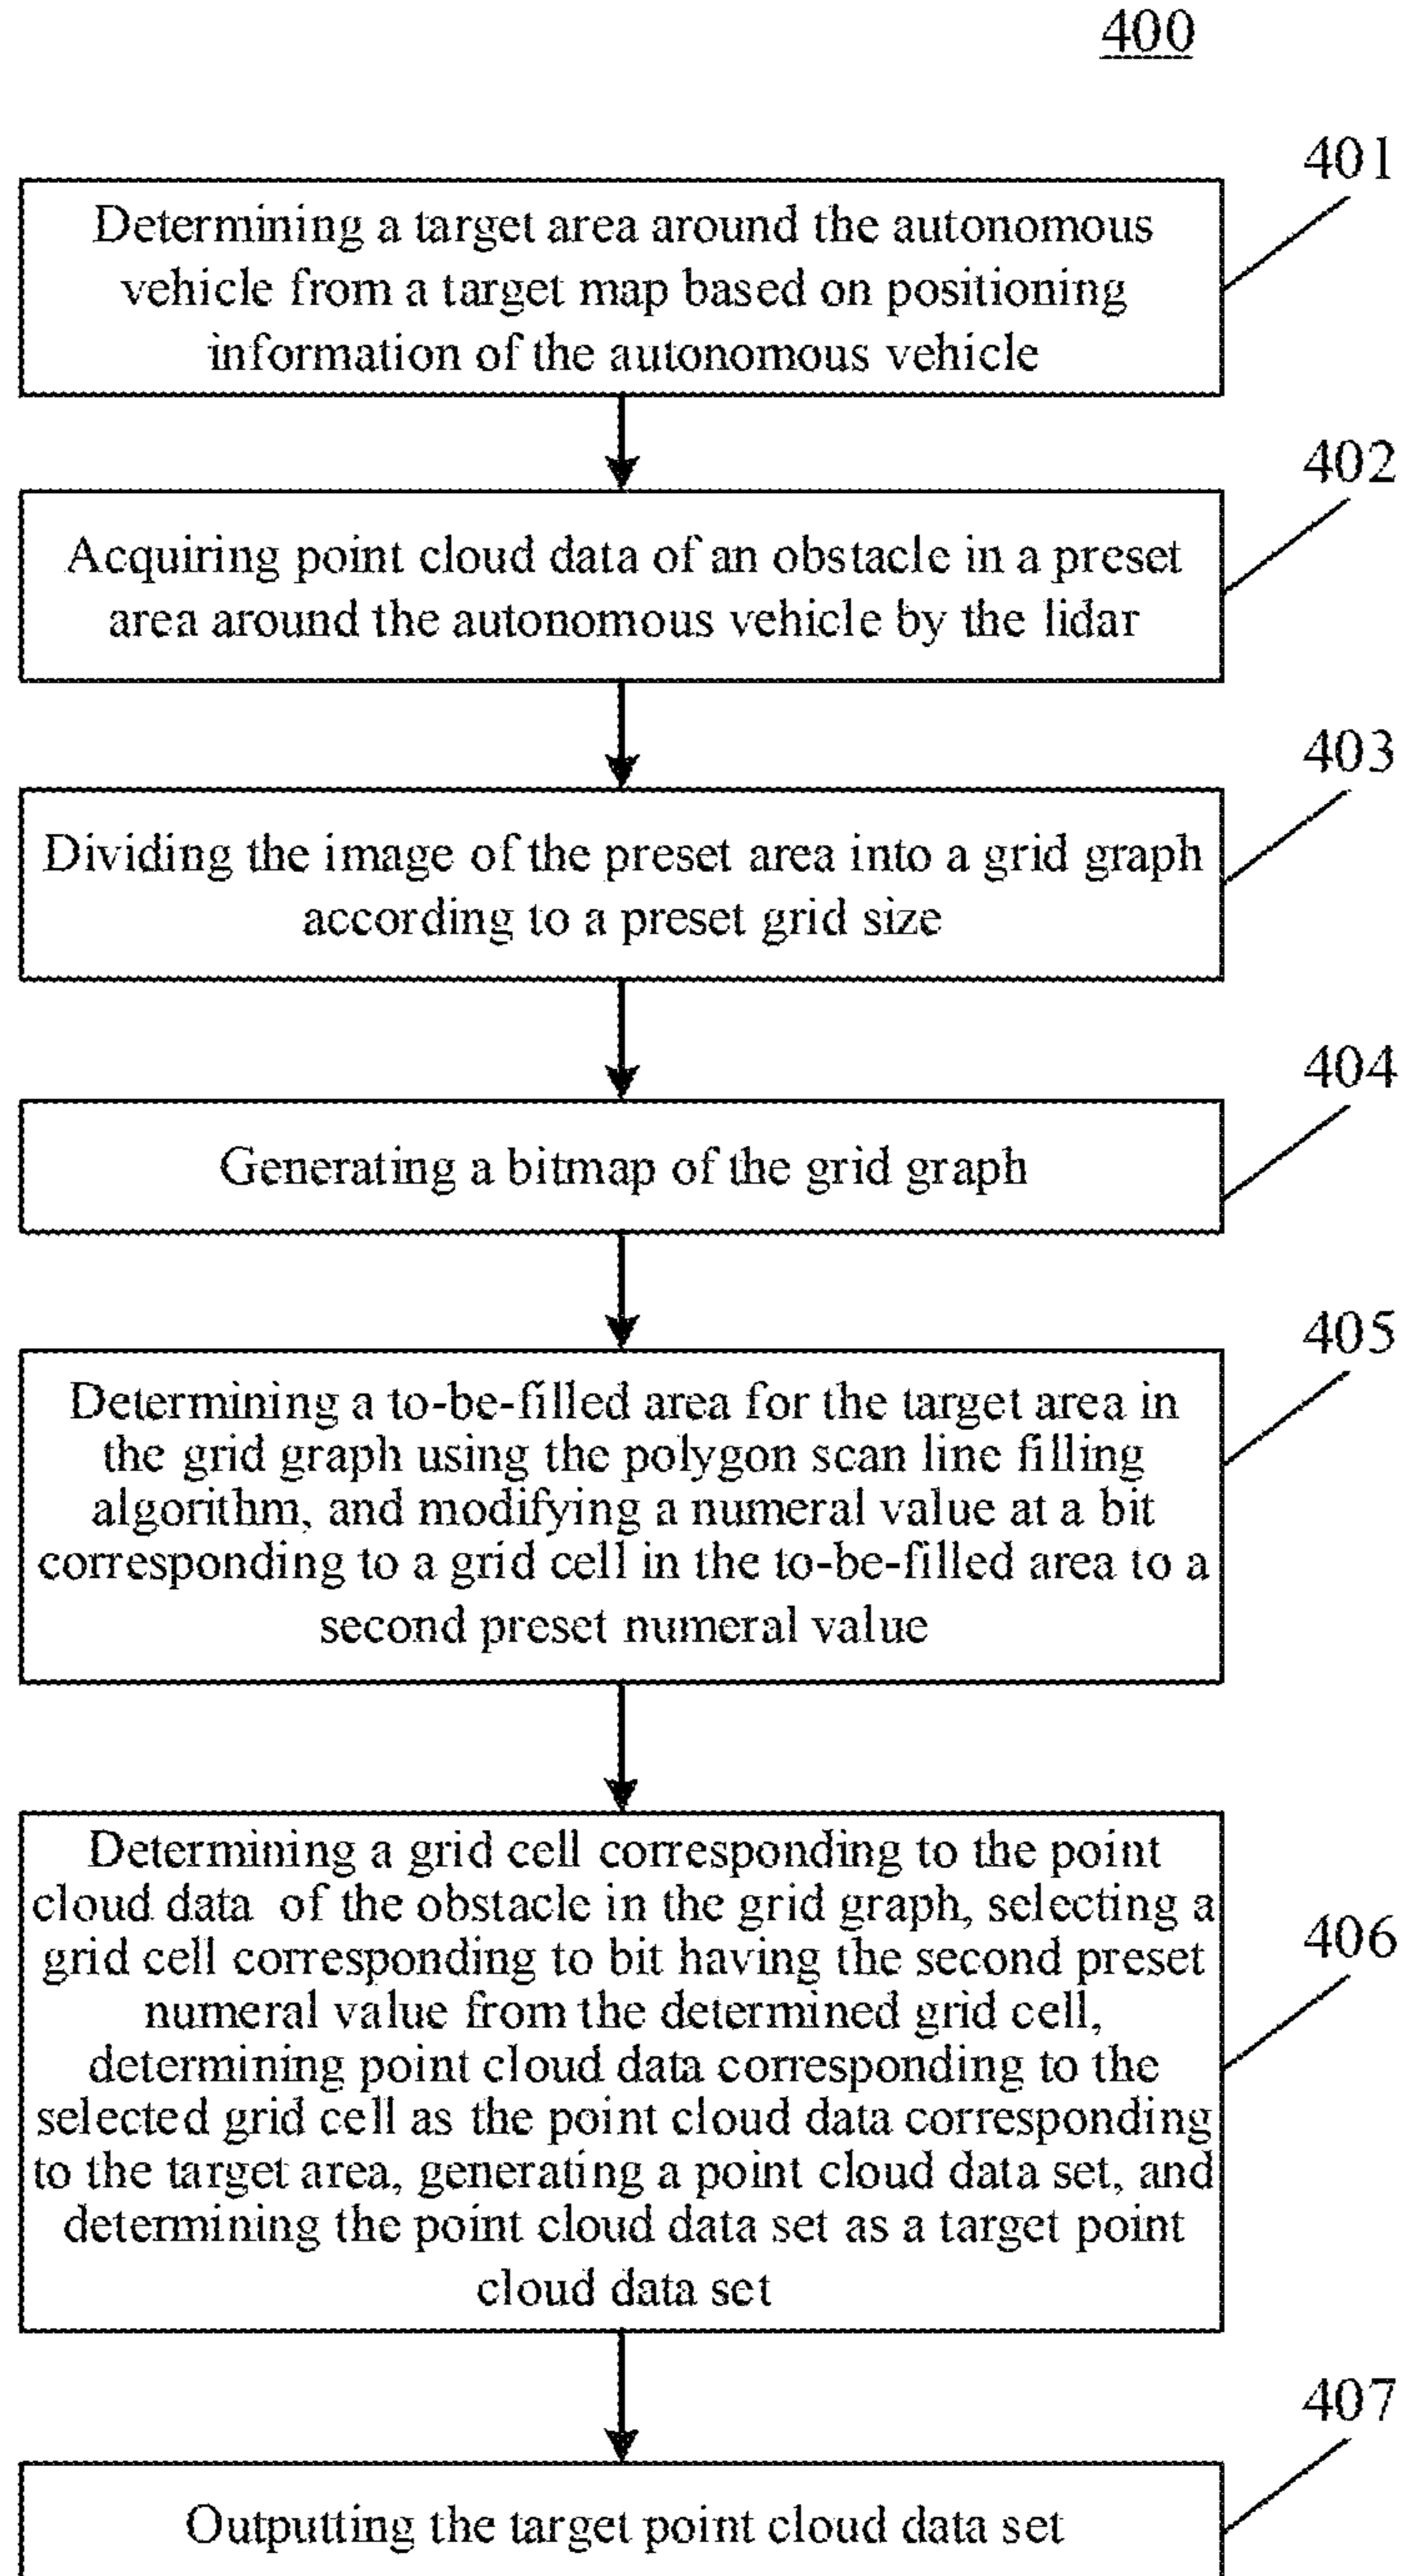 400
401
Determining a target area around the autonomous
vehicle from a target map based on positioning
information of the autonomous vehicle
402
Acquiring point cloud data of an obstacle in a preset
area around the autonomous vehicle by the lidar
403
Dividing the image of the preset area into a grid graph
according to a preset grid size
404
Generating a bitmap of the grid graph
405
Determining a to-be-filled area for the target area in
the grid graph using the polygon scan line filling
algorithm, and modifying a numeral value at a bit
corresponding to a grid cell in the to-be-filled area to a
second preset numeral value
406
Determining a grid cell corresponding to the point
cloud data of the obstacle in the grid graph, selecting a
grid cell corresponding to bit having the second preset
numeral value from the determined grid cell,
determining point cloud data corresponding to the
selected grid cell as the point cloud data corresponding
to the target area, generating a point cloud data set, and
determining the point cloud data set as a target point
cloud data set
407
Outputting the target point cloud data set